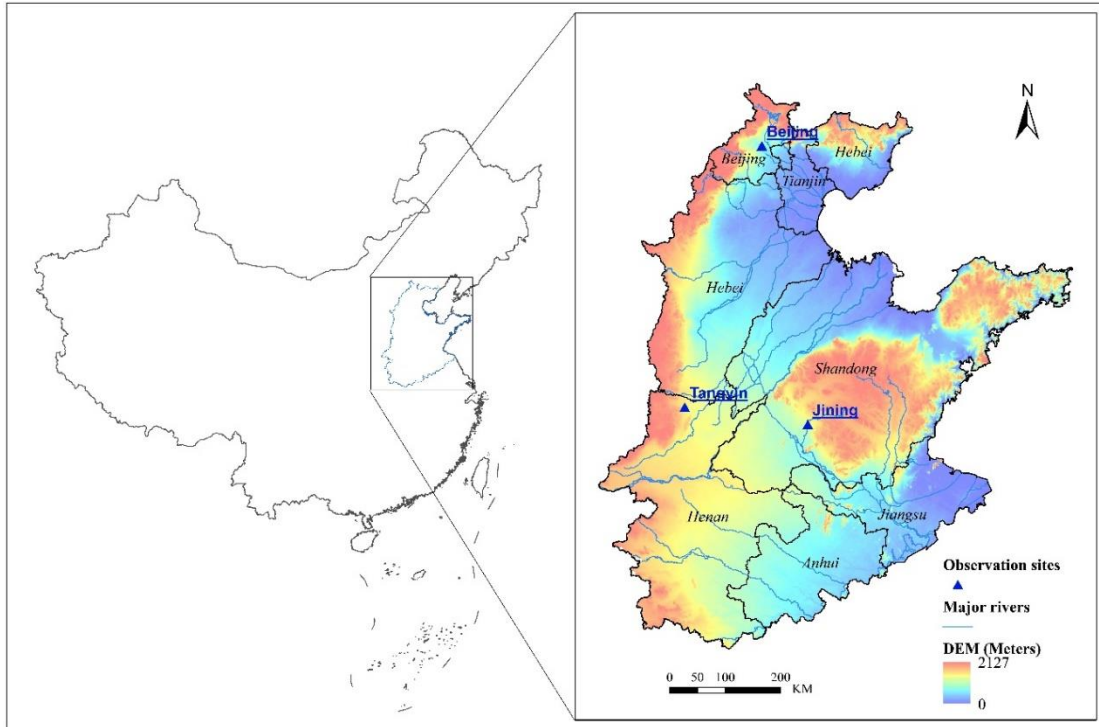 N
Beijing
Beijing
Hebei
Tianjin
Hebei
Shandong
Tangyin
Jining
Henan
Jiangsu
Anhui
Observation sites
Major rivers
DEM (Meters)
2127
0
0 50 100 200
KM